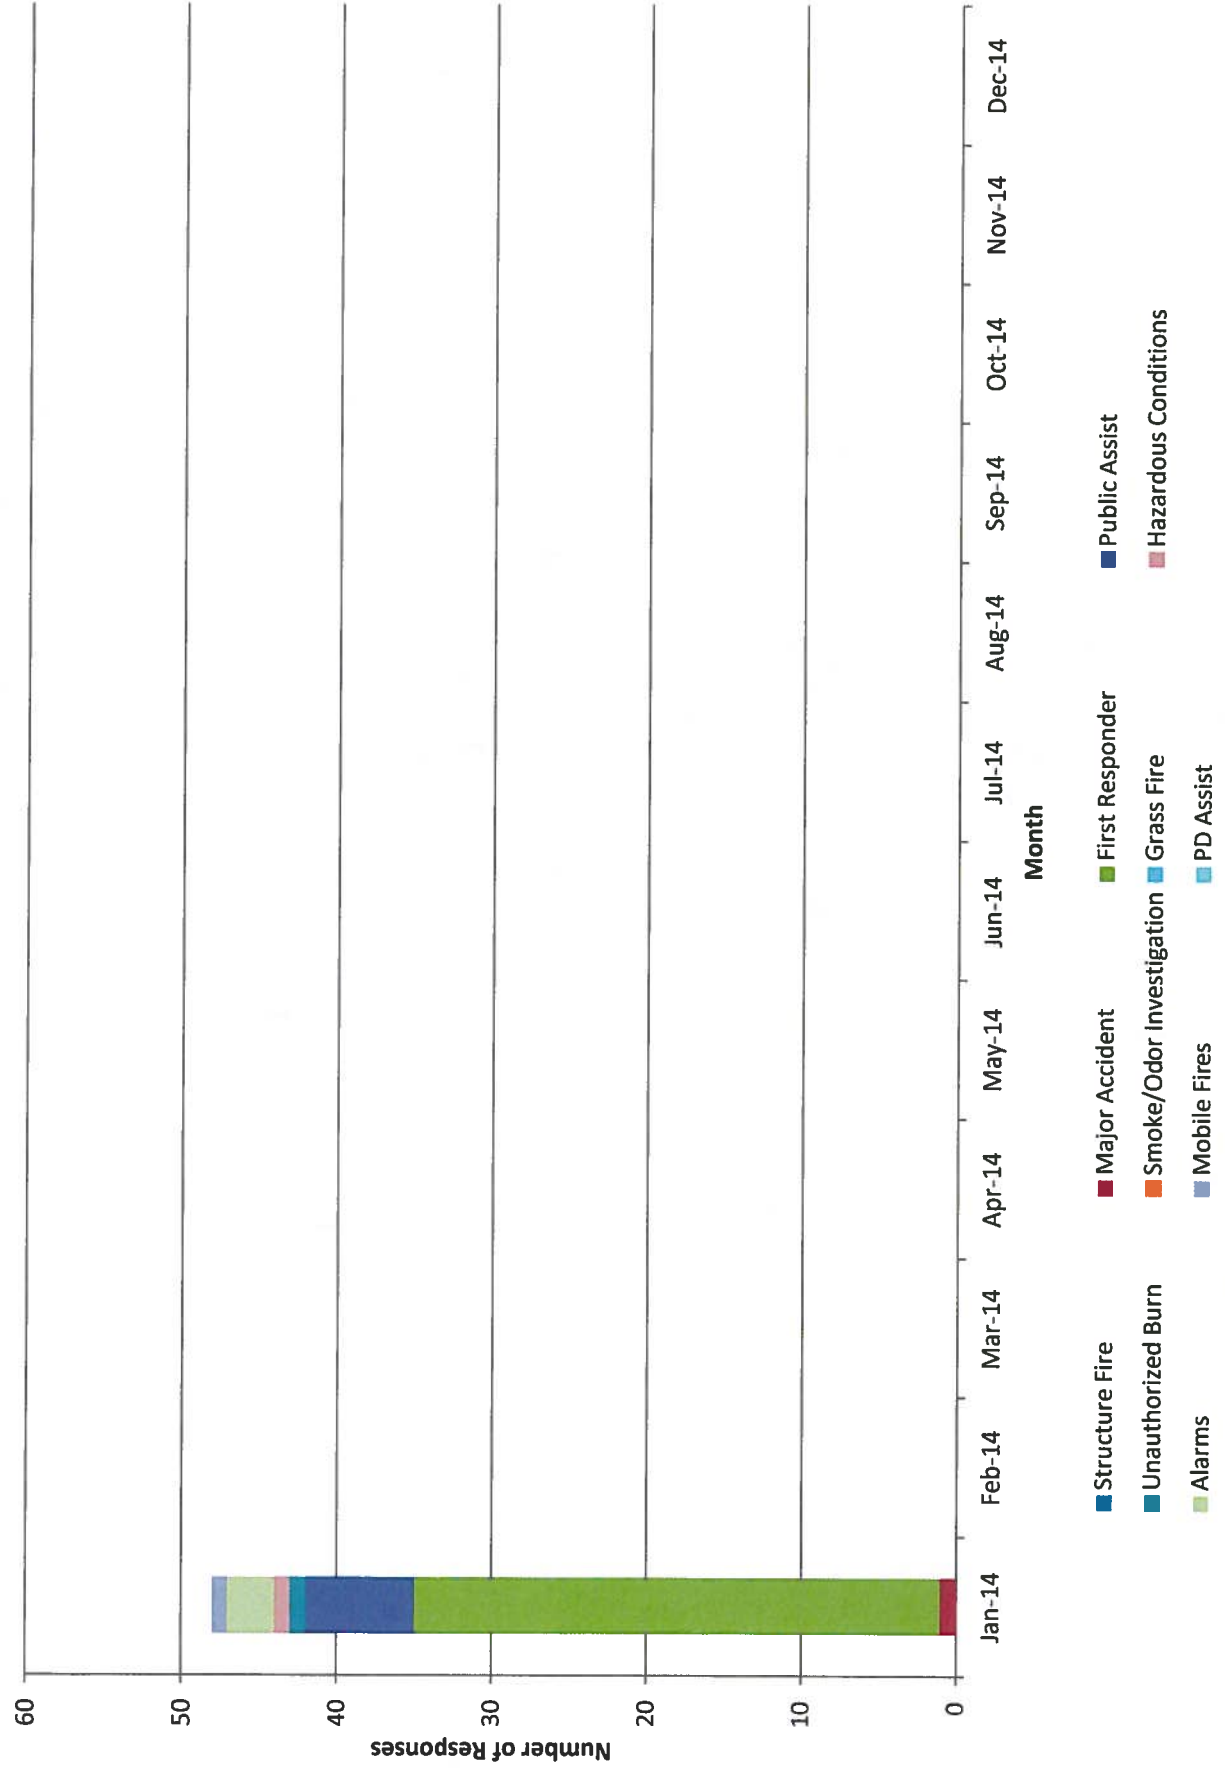 60
50
40
30
20
10
0
Number of Responses
Jan-14 Feb-14 Mar-14 Apr-14 May-14 Jun-14 Jul-14 Aug-14 Sep-14 Oct-14 Nov-14 Dec-14
Month
Structure Fire Major Accident First Responder Public Assist
Unauthorized Burn Smoke/Odor Investigation Grass Fire Hazardous Conditions
Alarms Mobile Fires PD Assist